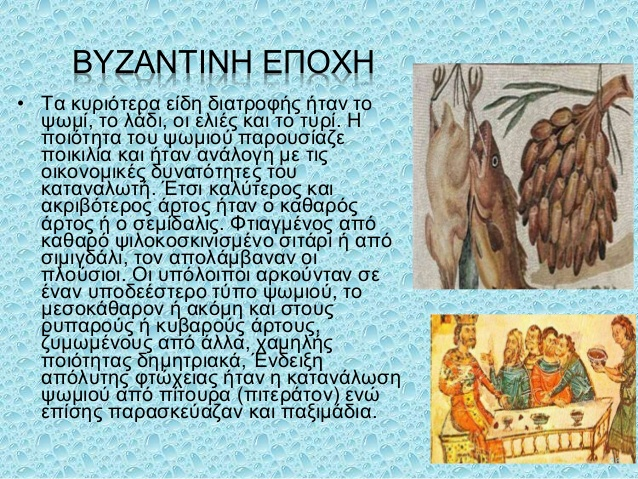 ΒΥΖΑΝΤΙΝΗ ΕΠΟΧΗ
• Τα κυριότερα είδη διατροφής ήταν το
ψωμί, το λάδι, οι ελιές και το τυρί. Η
ποιότητα του ψωμιού παρουσίαζε
ποικιλία και ήταν ανάλογη με τις
οικονομικές δυνατότητες του
καταναλωτή. Έτσι καλύτερος και
ακριβότερος άρτος ήταν ο καθαρός
άρτος ή ο σεμίδαλις. Φτιαγμένος από
καθαρό ψιλοκοσκινισμένο σιτάρι ή από
σιμιγδάλι, τον απολάμβαναν οι
πλούσιοι. Οι υπόλοιποι αρκούνταν σε
έναν υποδεέστερο τύπο ψωμιού, το
μεσοκάθαρον ή ακόμη και στους
ρυπαρούς ή κυβαρούς άρτους,
ζυμωμένους από άλλα, χαμηλής
ποιότητας δημητριακά, Ένδειξη
απόλυτης φτώχειας ήταν η κατανάλωση
ψωμιού από πίτουρα (πιτεράτον) ενώ
επίσης παρασκεύαζαν και παξιμάδια.